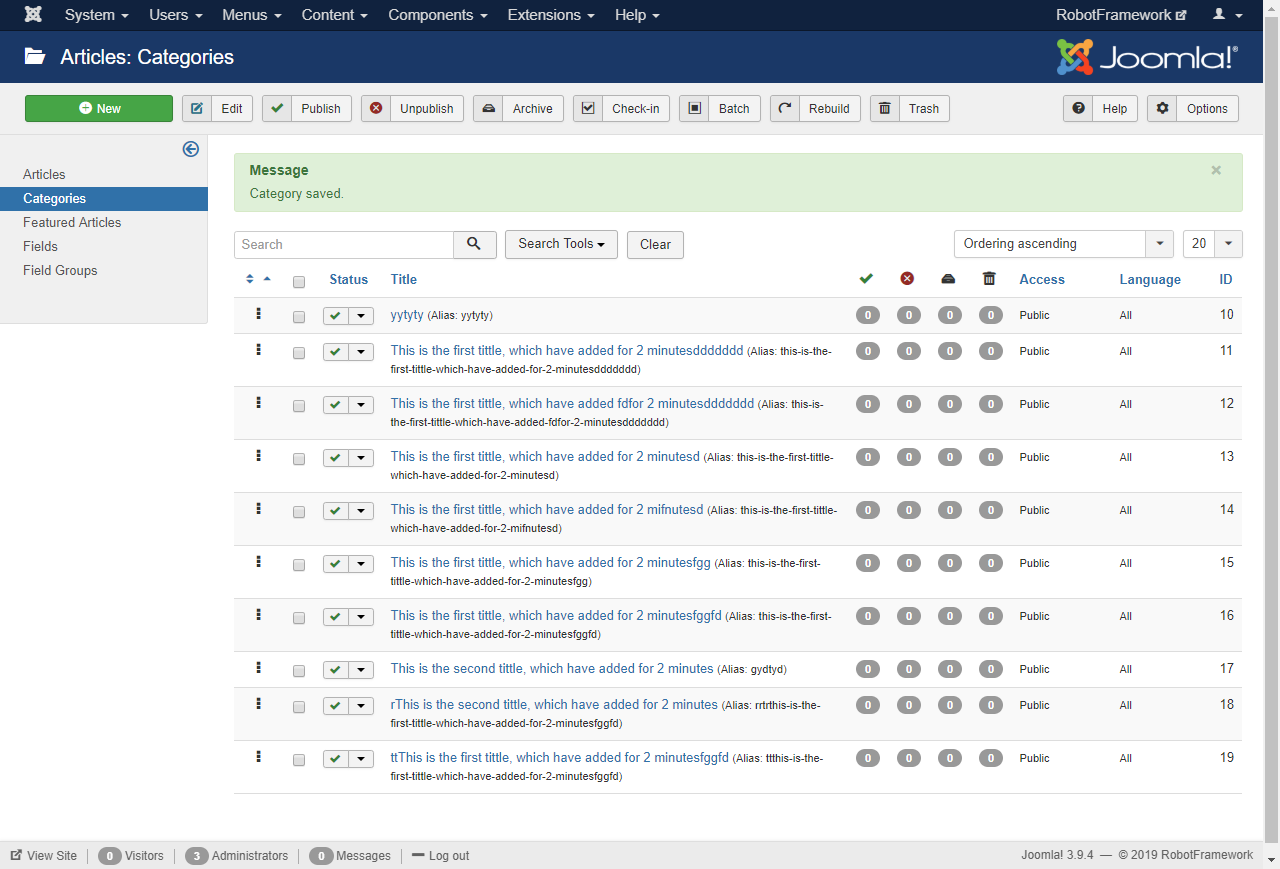 System Users Menus Content Components Extensions Help RobotFramework
Articles: Categories Joomla!®
New Edit Publish Unpublish Archive Check-in Batch Rebuild Trash Help Options
Articles
Categories
Featured Articles
Fields
Field Groups
Message
×
Category saved.
Search Search Tools Clear Ordering ascending 20
Status Title Access Language ID
yytyty (Alias: yytyty) 0 0 0 0 Public All 10
This is the first tittle, which have added for 2 minutesddddddd (Alias: this-is-the- 0 0 0 0 Public All 11
first-tittle-which-have-added-for-2-minutesddddddd)
This is the first tittle, which have added fdfor 2 minutesddddddd (Alias: this-is- 0 0 0 0 Public All 12
the-first-tittle-which-have-added-fdfor-2-minutesddddddd)
This is the first tittle, which have added for 2 minutesd (Alias: this-is-the-first-tittle- 0 0 0 0 Public All 13
which-have-added-for-2-minutesd)
This is the first tittle, which have added for 2 mifnutesd (Alias: this-is-the-first-tittle- 0 0 0 0 Public All 14
which-have-added-for-2-mifnutesd)
This is the first tittle, which have added for 2 minutesfgg (Alias: this-is-the-first- 0 0 0 0 Public All 15
tittle-which-have-added-for-2-minutesfgg)
This is the first tittle, which have added for 2 minutesfggfd (Alias: this-is-the-first- 0 0 0 0 Public All 16
tittle-which-have-added-for-2-minutesfggfd)
This is the second tittle, which have added for 2 minutes (Alias: gydtyd) 0 0 0 0 Public All 17
rThis is the second tittle, which have added for 2 minutes (Alias: rrtrthis-is-the- 0 0 0 0 Public All 18
first-tittle-which-have-added-for-2-minutesfggfd)
ttThis is the first tittle, which have added for 2 minutesfggfd (Alias: ttthis-is-the- 0 0 0 0 Public All 19
first-tittle-which-have-added-for-2-minutesfggfd)
View Site 0 Visitors 3 Administrators 0 Messages Log out Joomla! 3.9.4 — © 2019 RobotFramework